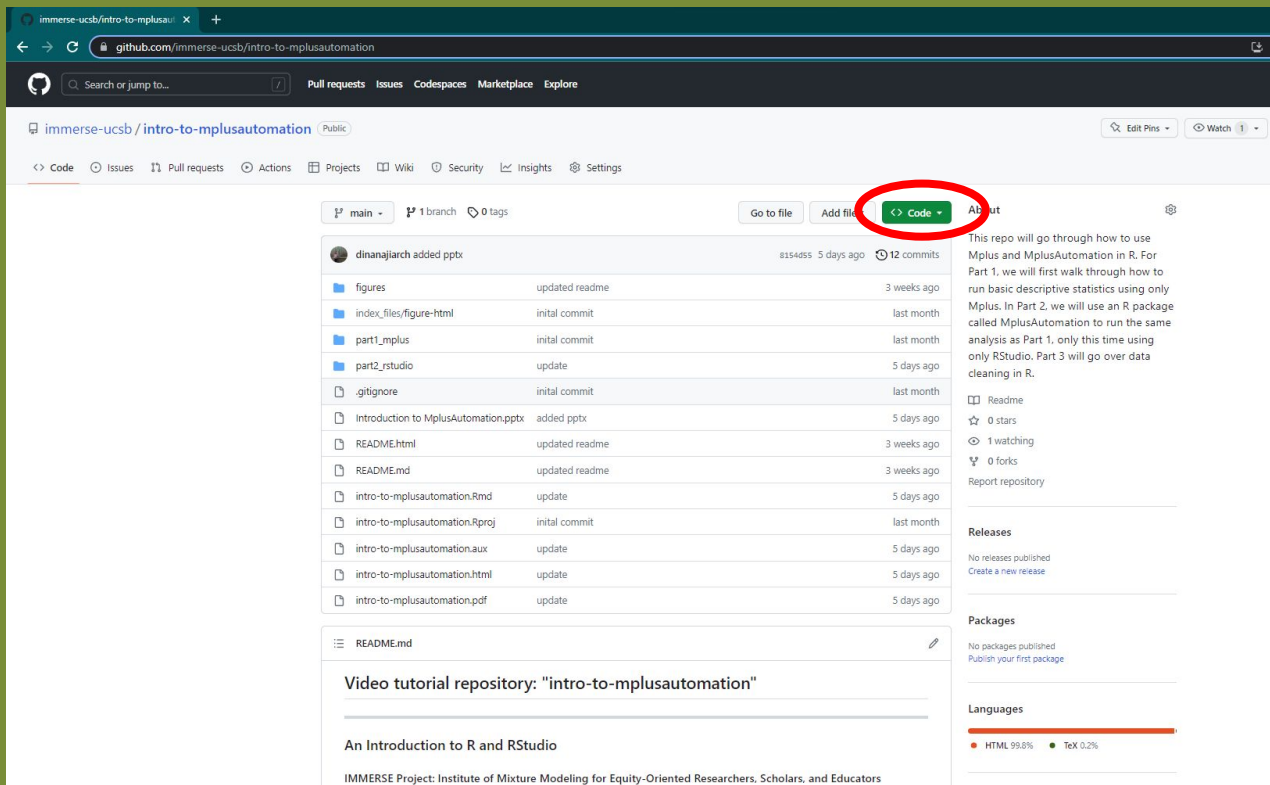 immerse-ucsb/intro-to-mplusaut
github.com/immerse-ucsb/intro-to-mplusautomation
Search or jump to... / Pull requests Issues Codespaces Marketplace Explore
immerse-ucsb / intro-to-mplusautomation Public Edit Pins Watch 1
<> Code Issues Pull requests Actions Projects Wiki Security Insights Settings
main 1 branch 0 tags Go to file Add file <> Code
dinanajiarch added pptx 8154d55 5 days ago 12 commits
figures updated readme 3 weeks ago
index_files/figure-html inital commit last month
part1_mplus inital commit last month
part2_rstudio update 5 days ago
.gitignore inital commit last month
Introduction to MplusAutomation.pptx added pptx 5 days ago
README.html updated readme 3 weeks ago
README.md updated readme 3 weeks ago
intro-to-mplusautomation.Rmd update 5 days ago
intro-to-mplusautomation.Rproj inital commit last month
intro-to-mplusautomation.aux update 5 days ago
intro-to-mplusautomation.html update 5 days ago
intro-to-mplusautomation.pdf update 5 days ago
README.md
Video tutorial repository: "intro-to-mplusautomation"
An Introduction to R and RStudio
IMMERSE Project: Institute of Mixture Modeling for Equity-Oriented Researchers, Scholars, and Educators
About
This repo will go through how to use
Mplus and MplusAutomation in R. For
Part 1, we will first walk through how to
run basic descriptive statistics using only
Mplus. In Part 2, we will use an R package
called MplusAutomation to run the same
analysis as Part 1, only this time using
only RStudio. Part 3 will go over data
cleaning in R.
Readme
0 stars
1 watching
0 forks
Report repository
Releases
No releases published
Create a new release
Packages
No packages published
Publish your first package
Languages
HTML 99.8% TeX 0.2%